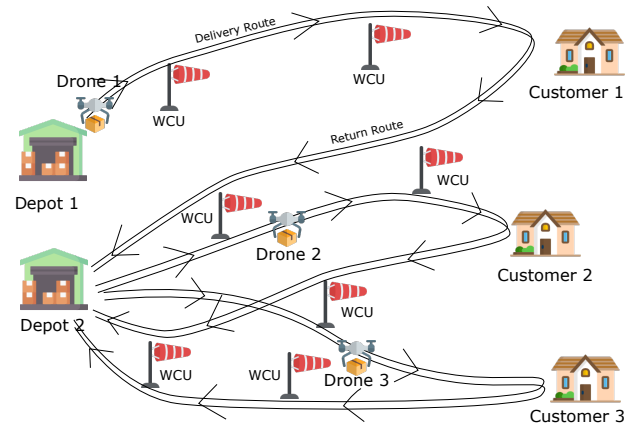 Delivery Route
Drone 1
WCU
WCU
Customer 1
Return Route
Depot 1
WCU
WCU
Drone 2
Customer 2
Depot 2
WCU
WCU
WCU
Drone 3
Customer 3